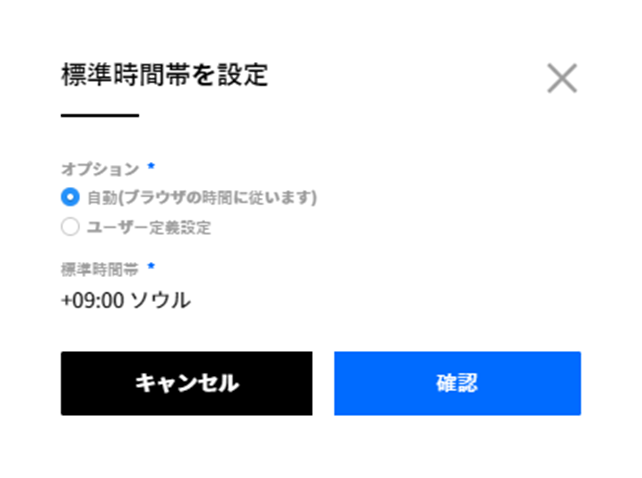 標準時間帯を設定
オプション *
自動(ブラウザの時間に従います)
ユーザー定義設定
標準時間帯 *
+09:00 ソウル
キャンセル
確認